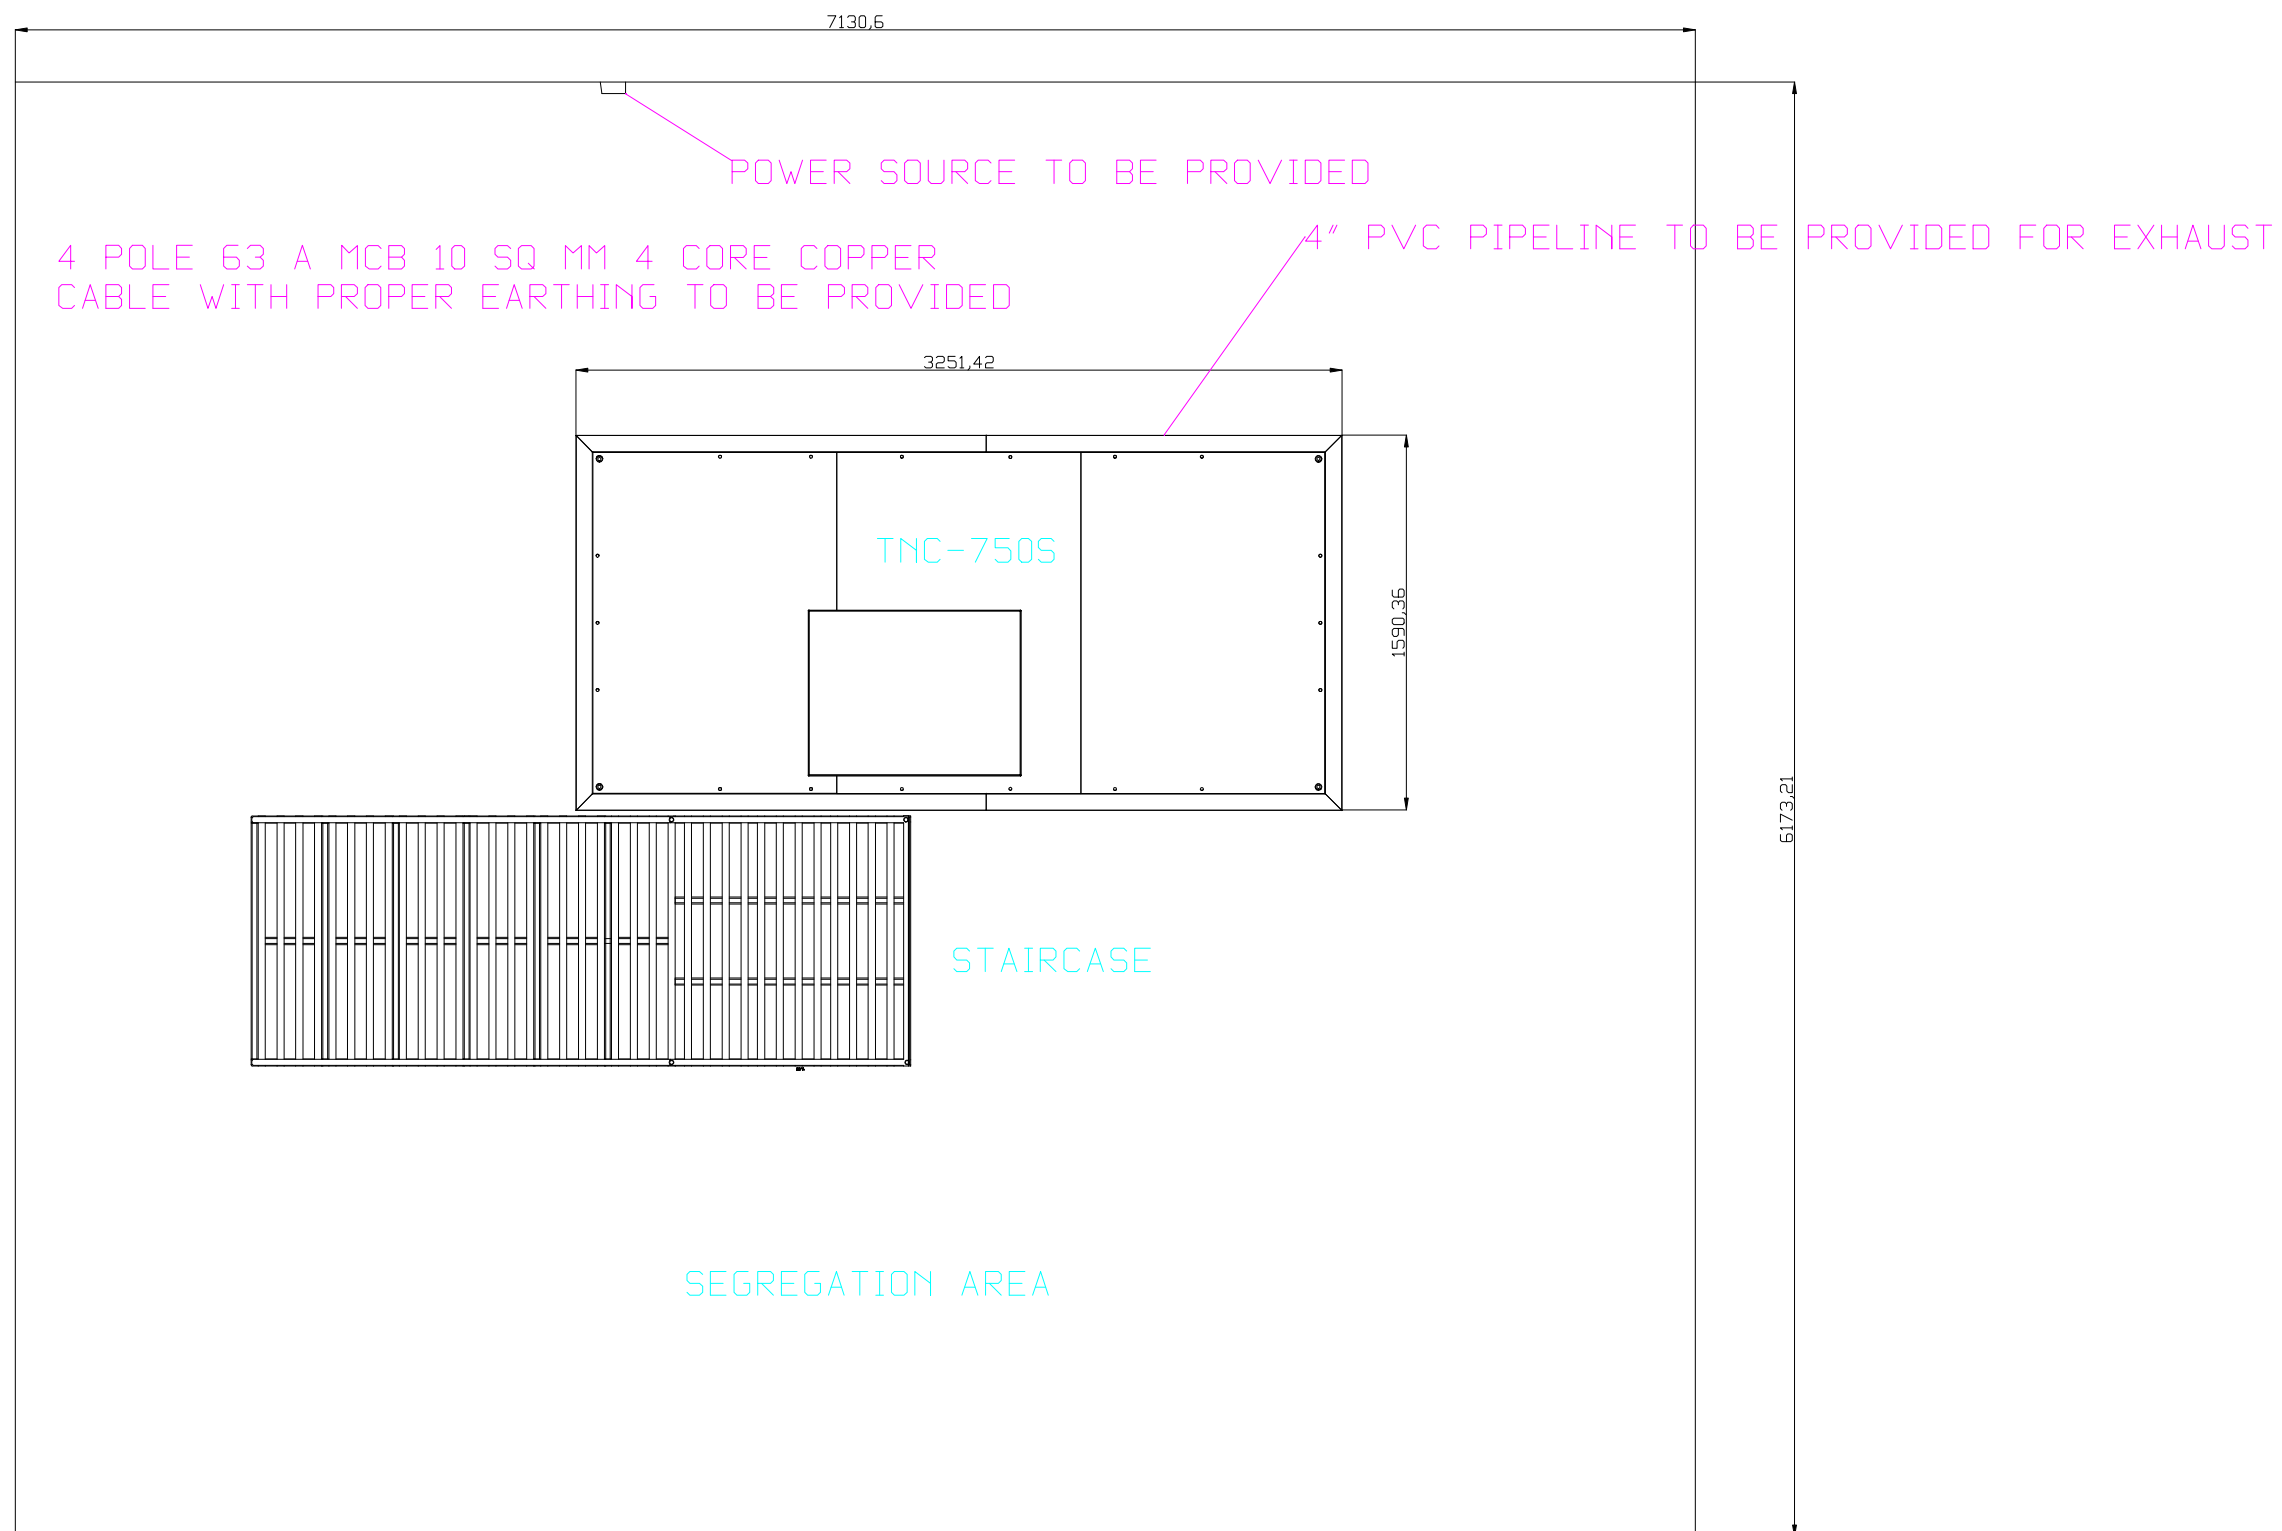 7130,6
POWER SOURCE TO BE PROVIDED
4" PVC PIPELINE TO BE PROVIDED FOR EXHAUST
4 POLE 63 A MCB 10 SQ MM 4 CORE COPPER
CABLE WITH PROPER EARTHING TO BE PROVIDED
3251,42
TNC-750S
1590,36
6173,21
STAIRCASE
SEGREGATION AREA